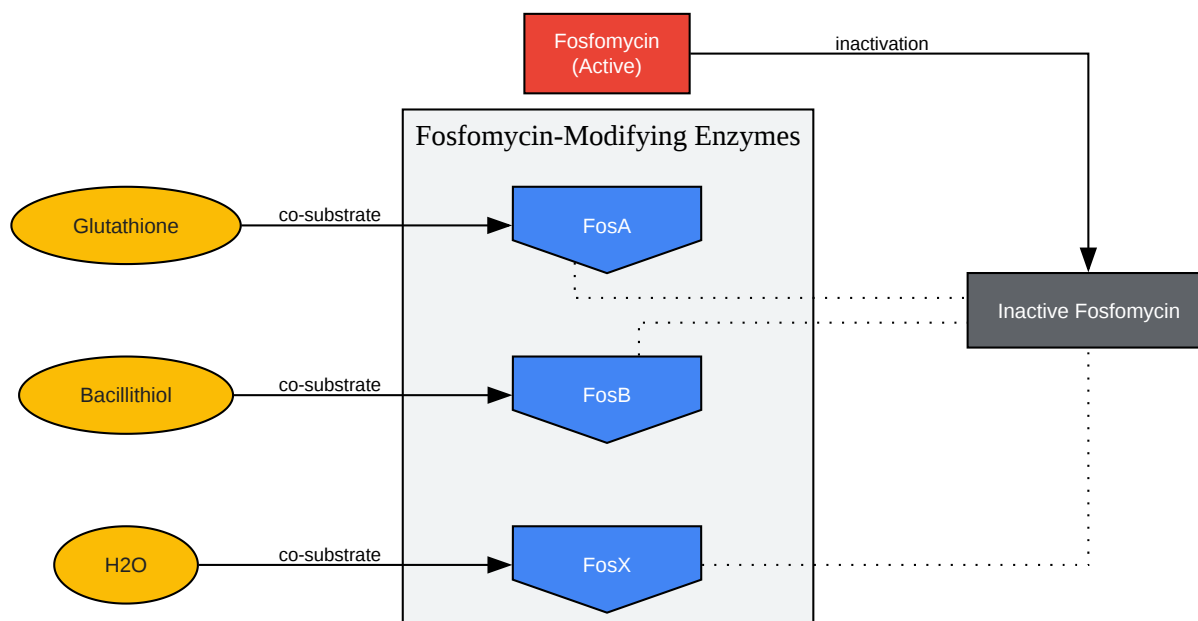 Fosfomycin
(Active)
inactivation
Fosfomycin-Modifying Enzymes
Glutathione
co-substrate
FosA
Inactive Fosfomycin
Bacillithiol
co-substrate
FosB
H2O
co-substrate
FosX